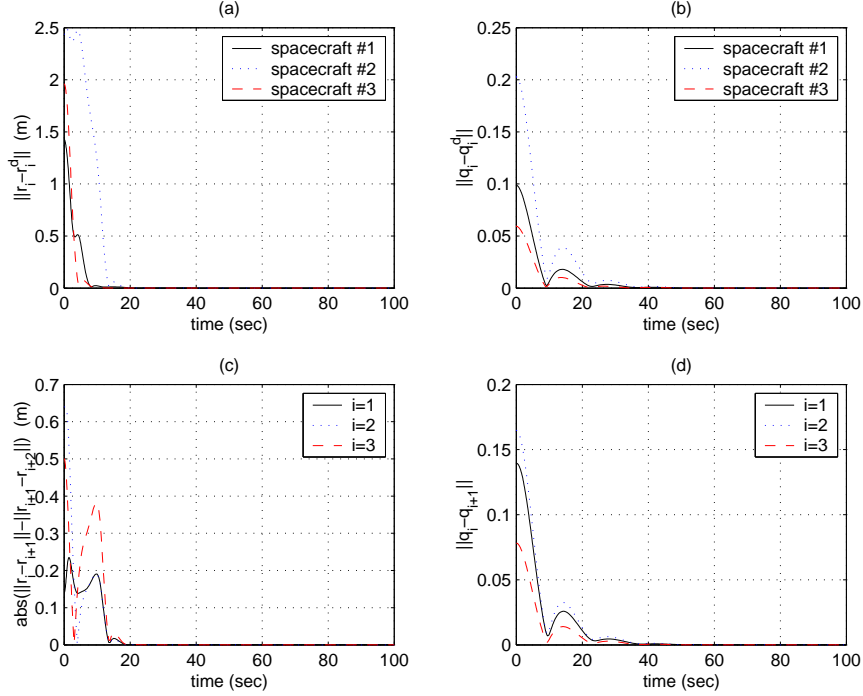 (a)
2.5
2
1.5
1
0.5
0
0 20 40 60 80 100
time (sec)
||r_i−r_i^d|| (m)
spacecraft #1
spacecraft #2
spacecraft #3
(b)
0.25
0.2
0.15
0.1
0.05
0
0 20 40 60 80 100
time (sec)
||q_i−q_i^d||
spacecraft #1
spacecraft #2
spacecraft #3
(c)
0.7
0.6
0.5
0.4
0.3
0.2
0.1
0
0 20 40 60 80 100
time (sec)
abs(||r_i−r_{i+1}||−||r_{i+1}−r_{i+2}||) (m)
i=1
i=2
i=3
(d)
0.2
0.15
0.1
0.05
0
0 20 40 60 80 100
time (sec)
||q_i−q_{i+1}||
i=1
i=2
i=3